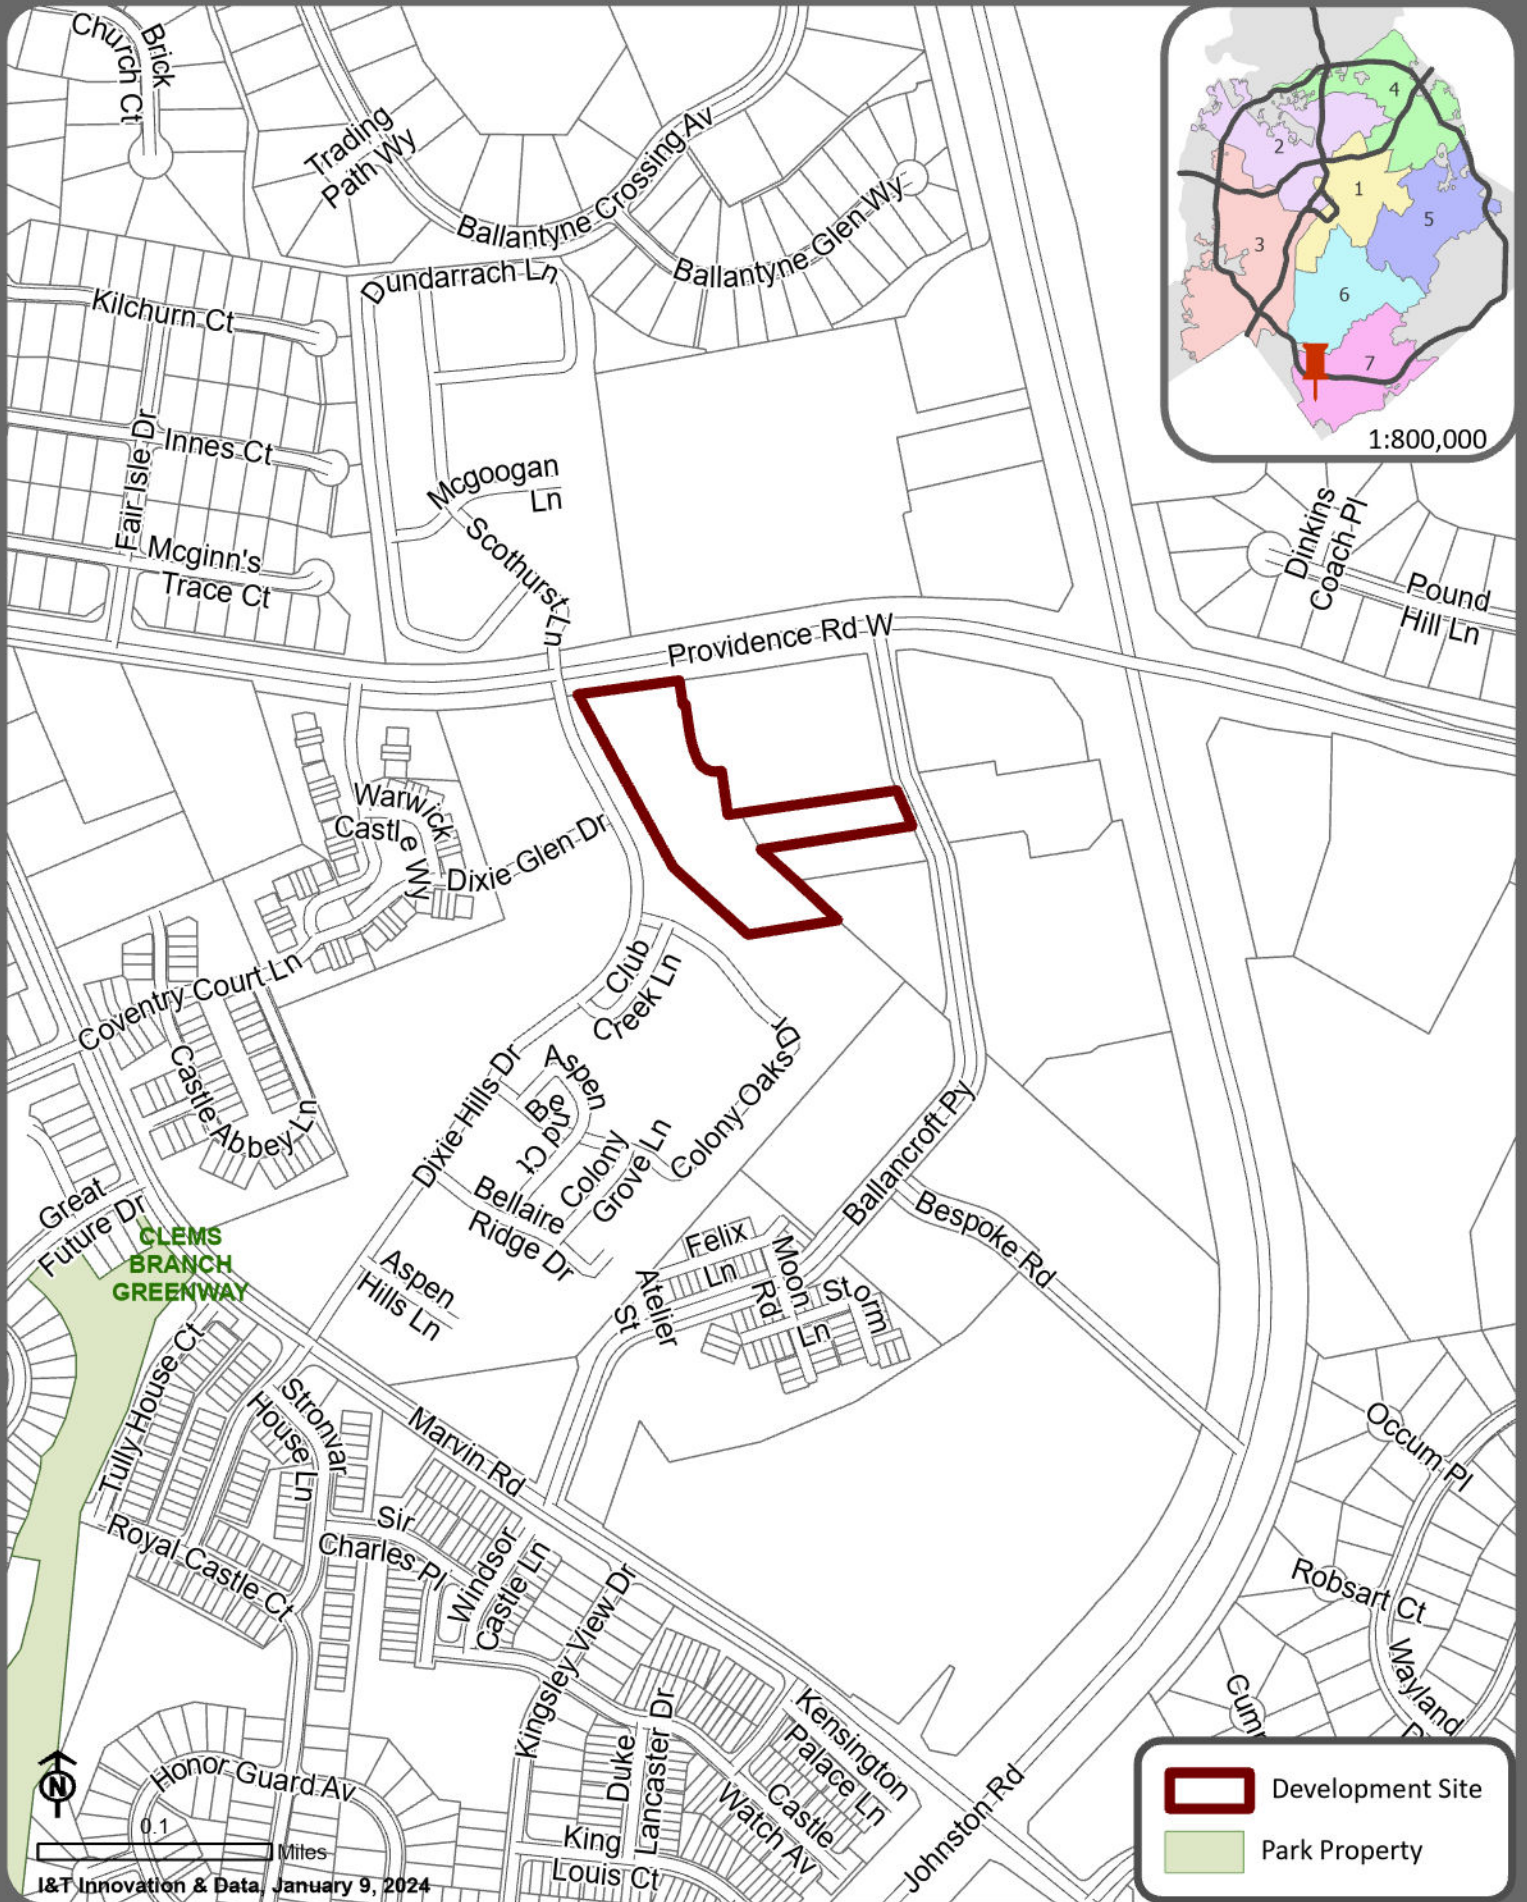 Church Ct
Brick
Trading
Path Wy
Ballantyne Crossing Av
Ballantyne Glen Wy
Dundarrach Ln
Kilchurn Ct
Fair Isle Dr
Innes Ct
Mcginn's
Trace Ct
Mcgoogan
Ln
Scothurst Ln
Providence Rd W
4
2
1
5
3
6
7
1:800,000
Dinkins
Coach Pl
Pound
Hill Ln
Warwick
Castle Wy
Dixie Glen Dr
Coventry Court Ln
Castle Abbey Ln
Club
Creek Ln
Colony Oaks Dr
Dixie Hills Dr
Aspen
Bend Ct
Colony
Grove Ln
Bellaire
Ridge Dr
Aspen
Hills Ln
Great
Future Dr
CLEMS
BRANCH
GREENWAY
Ballancroft Py
Bespoke Rd
Felix
Ln
Moon
Rd
Storm
Ln
Atelier
St
Tully House Ct
Stronvar
House Ln
Marvin Rd
Royal Castle Ct
Sir
Charles Pl
Windsor
Castle Ln
Kingsley View Dr
Occum Pl
Robsart Ct
Wayland
Honor Guard Av
Duke
Lancaster Dr
King
Louis Ct
Kensington
Palace Ln
Castle
Watch Av
Johnston Rd
N
0.1
Miles
I&T Innovation & Data, January 9, 2024
Development Site
Park Property